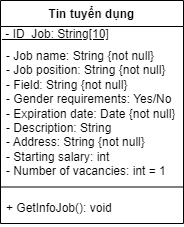 Tin tuyển dụng
- ID_Job: String[10]
- Job name: String {not null}
- Job position: String {not null}
- Field: String {not null}
- Gender requirements: Yes/No
- Expiration date: Date {not null}
- Description: String
- Address: String {not null}
- Starting salary: int
- Number of vacancies: int = 1
+ GetInfoJob(): void